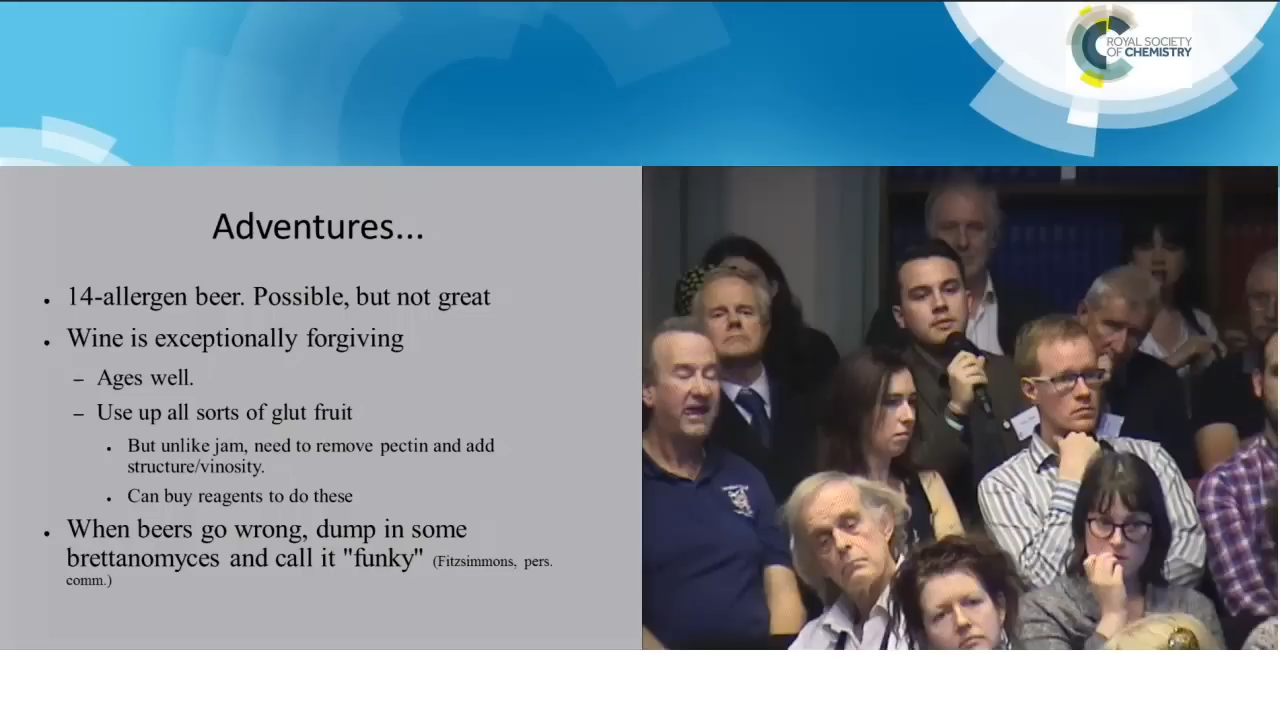 ROYAL SOCIETY
OF CHEMISTRY
Adventures...
14-allergen beer. Possible, but not great
Wine is exceptionally forgiving
– Ages well.
– Use up all sorts of glut fruit
But unlike jam, need to remove pectin and add
structure/vinosity.
Can buy reagents to do these
When beers go wrong, dump in some
brettanomyces and call it "funky" (Fitzsimmons, pers.
comm.)